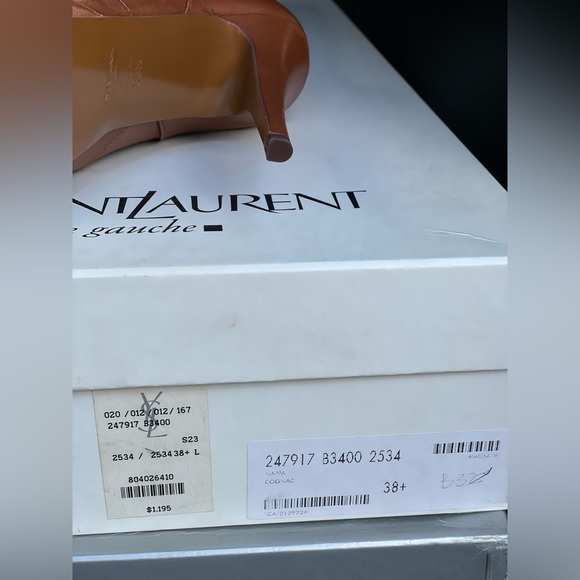 NTLAURENT
gauche
YSL
020 / 012 / 012 / 167
247917 B3400
S23
2534 / 2534 38+ L
804026410
$1.195
247917 B3400 2534
COGNAC
38+